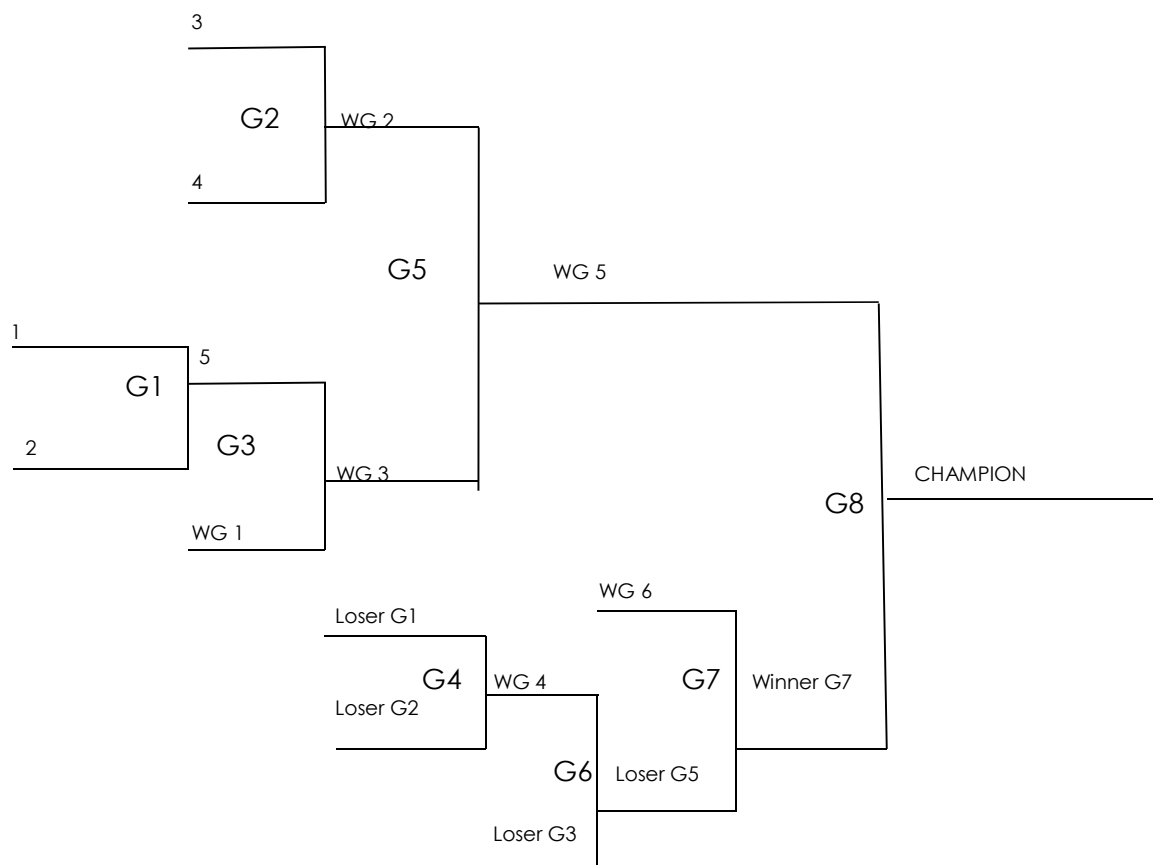 3
G2
WG 2
4
G5
WG 5
1
5
G1
2
G3
WG 3
CHAMPION
G8
WG 1
WG 6
Loser G1
G4
WG 4
G7
Winner G7
Loser G2
G6
Loser G5
Loser G3